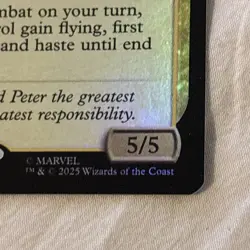 mbat on your turn,
rol gain flying, first
and haste until end
d Peter the greatest
atest responsibility.
5/5
© MARVEL
™ & © 2025 Wizards of the Coast